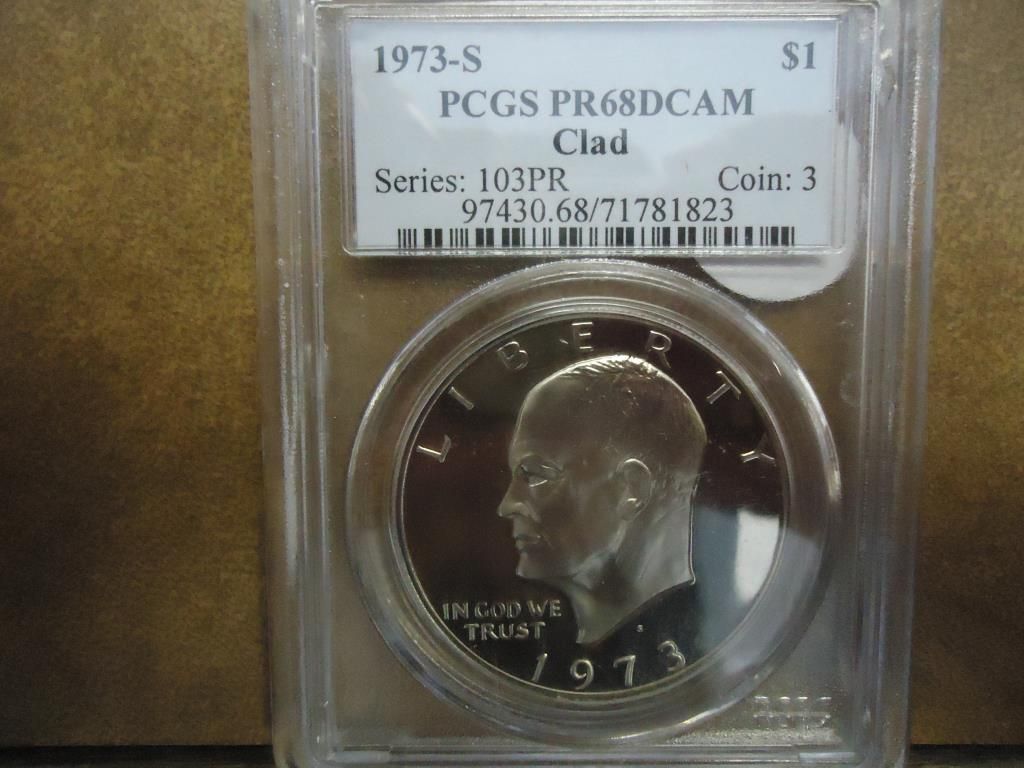 1973-S $1
PCGS PR68DCAM
Clad
Series: 103PR Coin: 3
97430.68/71781823
LIBERTY
IN GOD WE
TRUST
S
1973